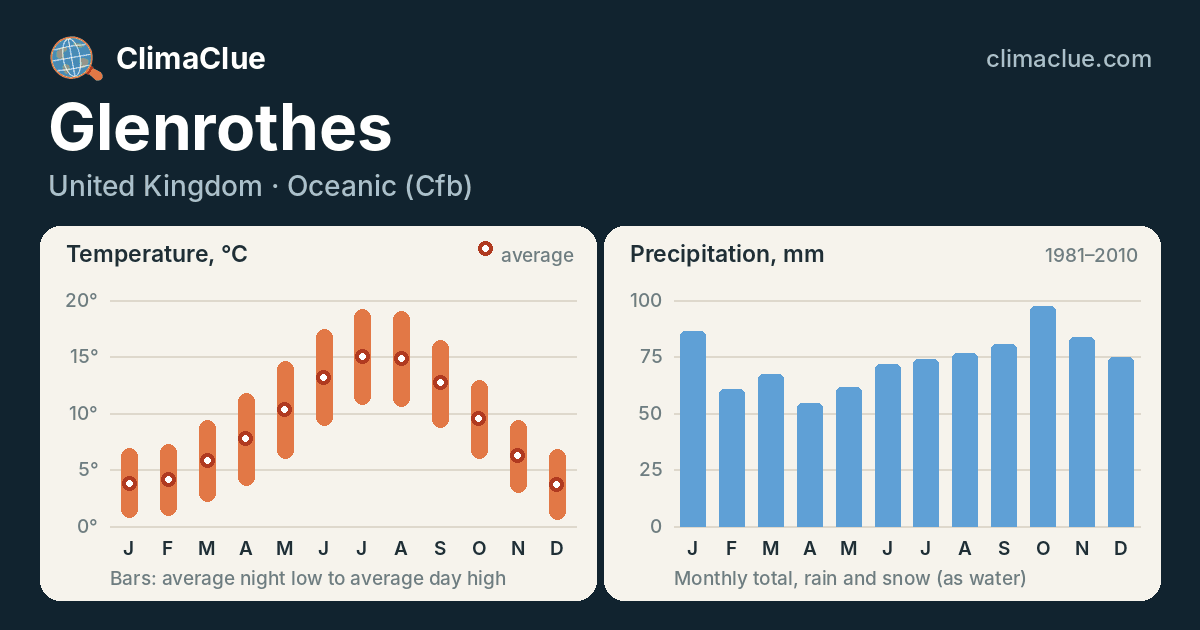 ClimaClue
climaclue.com
Glenrothes
United Kingdom · Oceanic (Cfb)
Temperature, °C
average
20°
15°
10°
5°
0°
J F M A M J J A S O N D
Bars: average night low to average day high
Precipitation, mm
1981–2010
100
75
50
25
0
J F M A M J J A S O N D
Monthly total, rain and snow (as water)